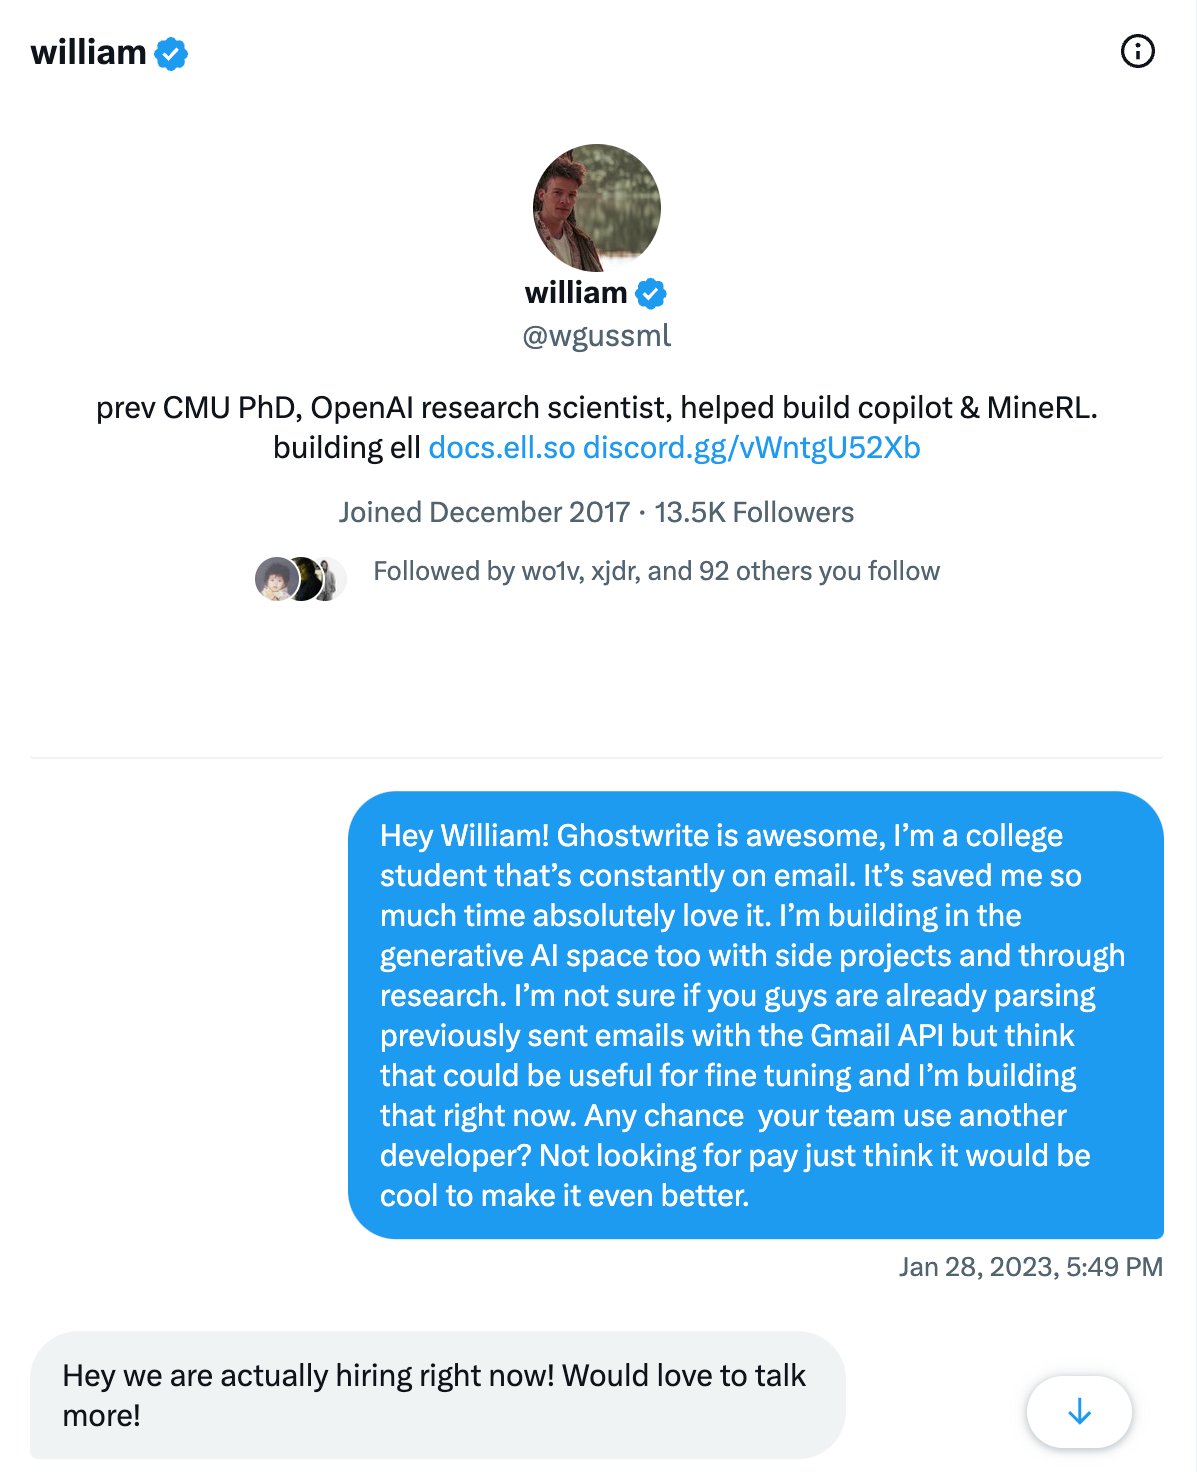 william
william
@wgussml
prev CMU PhD, OpenAI research scientist, helped build copilot & MineRL.
building ell docs.ell.so discord.gg/vWntgU52Xb
Joined December 2017 · 13.5K Followers
Followed by wo1v, xjdr, and 92 others you follow
Hey William! Ghostwrite is awesome, I’m a college
student that’s constantly on email. It’s saved me so
much time absolutely love it. I’m building in the
generative AI space too with side projects and through
research. I’m not sure if you guys are already parsing
previously sent emails with the Gmail API but think
that could be useful for fine tuning and I’m building
that right now. Any chance  your team use another
developer? Not looking for pay just think it would be
cool to make it even better.
Jan 28, 2023, 5:49 PM
Hey we are actually hiring right now! Would love to talk
more!